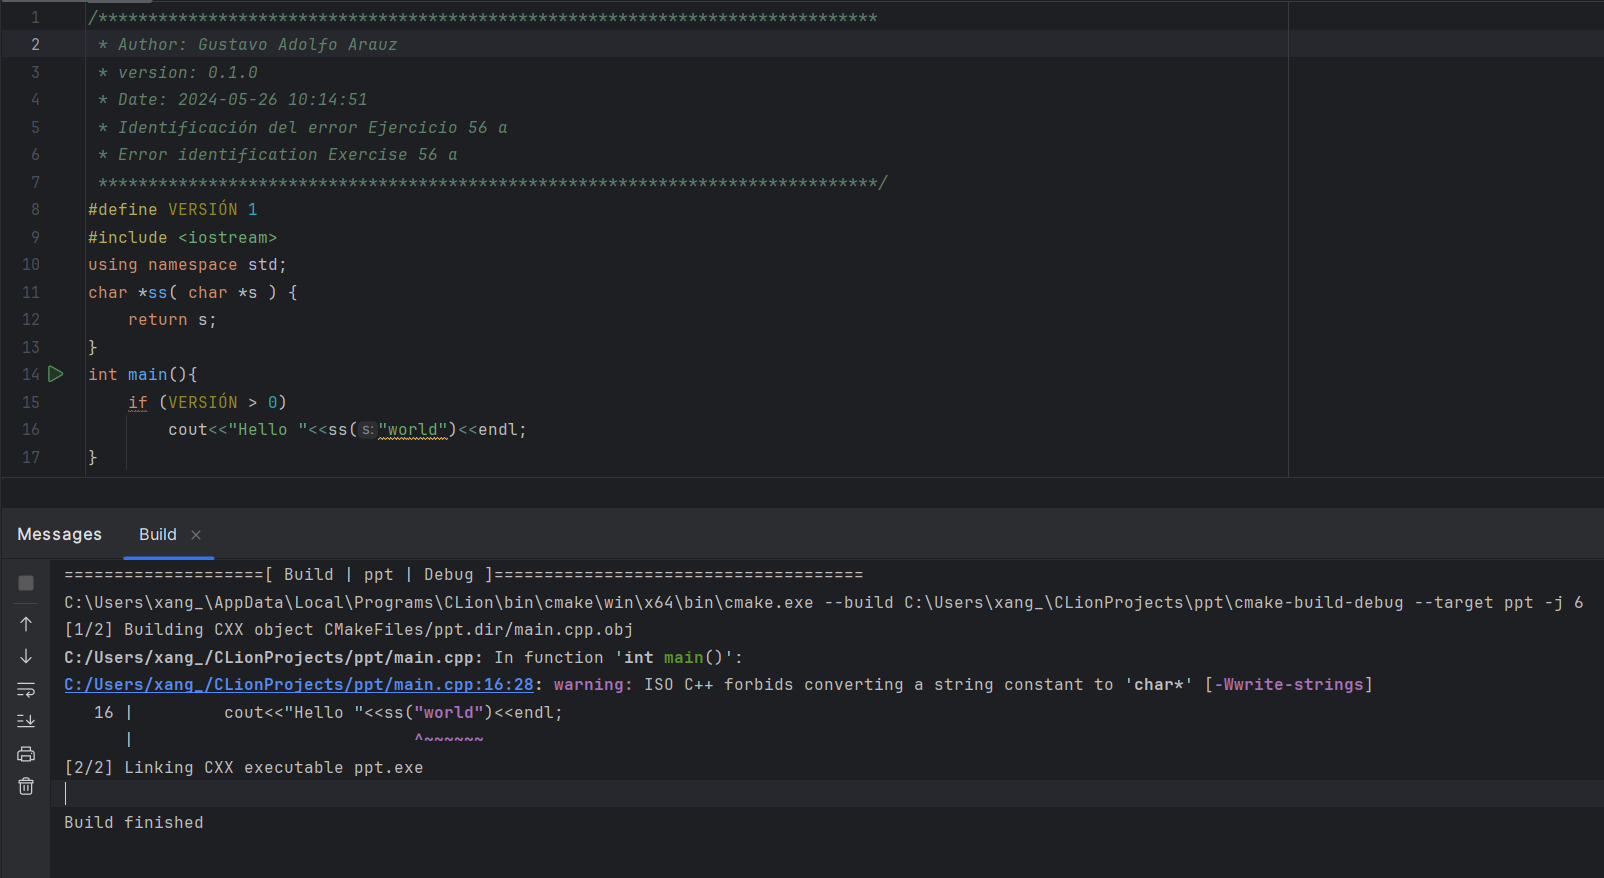 1 /******************************************************************************
2  * Author: Gustavo Adolfo Arauz
3  * version: 0.1.0
4  * Date: 2024-05-26 10:14:51
5  * Identificación del error Ejercicio 56 a
6  * Error identification Exercise 56 a
7  ******************************************************************************/
8 #define VERSIÓN 1
9 #include <iostream>
10 using namespace std;
11 char *ss( char *s ) {
12     return s;
13 }
14 int main(){
15     if (VERSIÓN > 0)
16         cout<<"Hello "<<ss( s: "world")<<endl;
17 }
Messages Build ×
====================[ Build | ppt | Debug ]=====================================
C:\Users\xang_\AppData\Local\Programs\CLion\bin\cmake\win\x64\bin\cmake.exe --build C:\Users\xang_\CLionProjects\ppt\cmake-build-debug --target ppt -j 6
[1/2] Building CXX object CMakeFiles/ppt.dir/main.cpp.obj
C:/Users/xang_/CLionProjects/ppt/main.cpp: In function 'int main()':
C:/Users/xang_/CLionProjects/ppt/main.cpp:16:28: warning: ISO C++ forbids converting a string constant to 'char*' [-Wwrite-strings]
   16 |         cout<<"Hello "<<ss("world")<<endl;
      |                            ^~~~~~~
[2/2] Linking CXX executable ppt.exe
Build finished